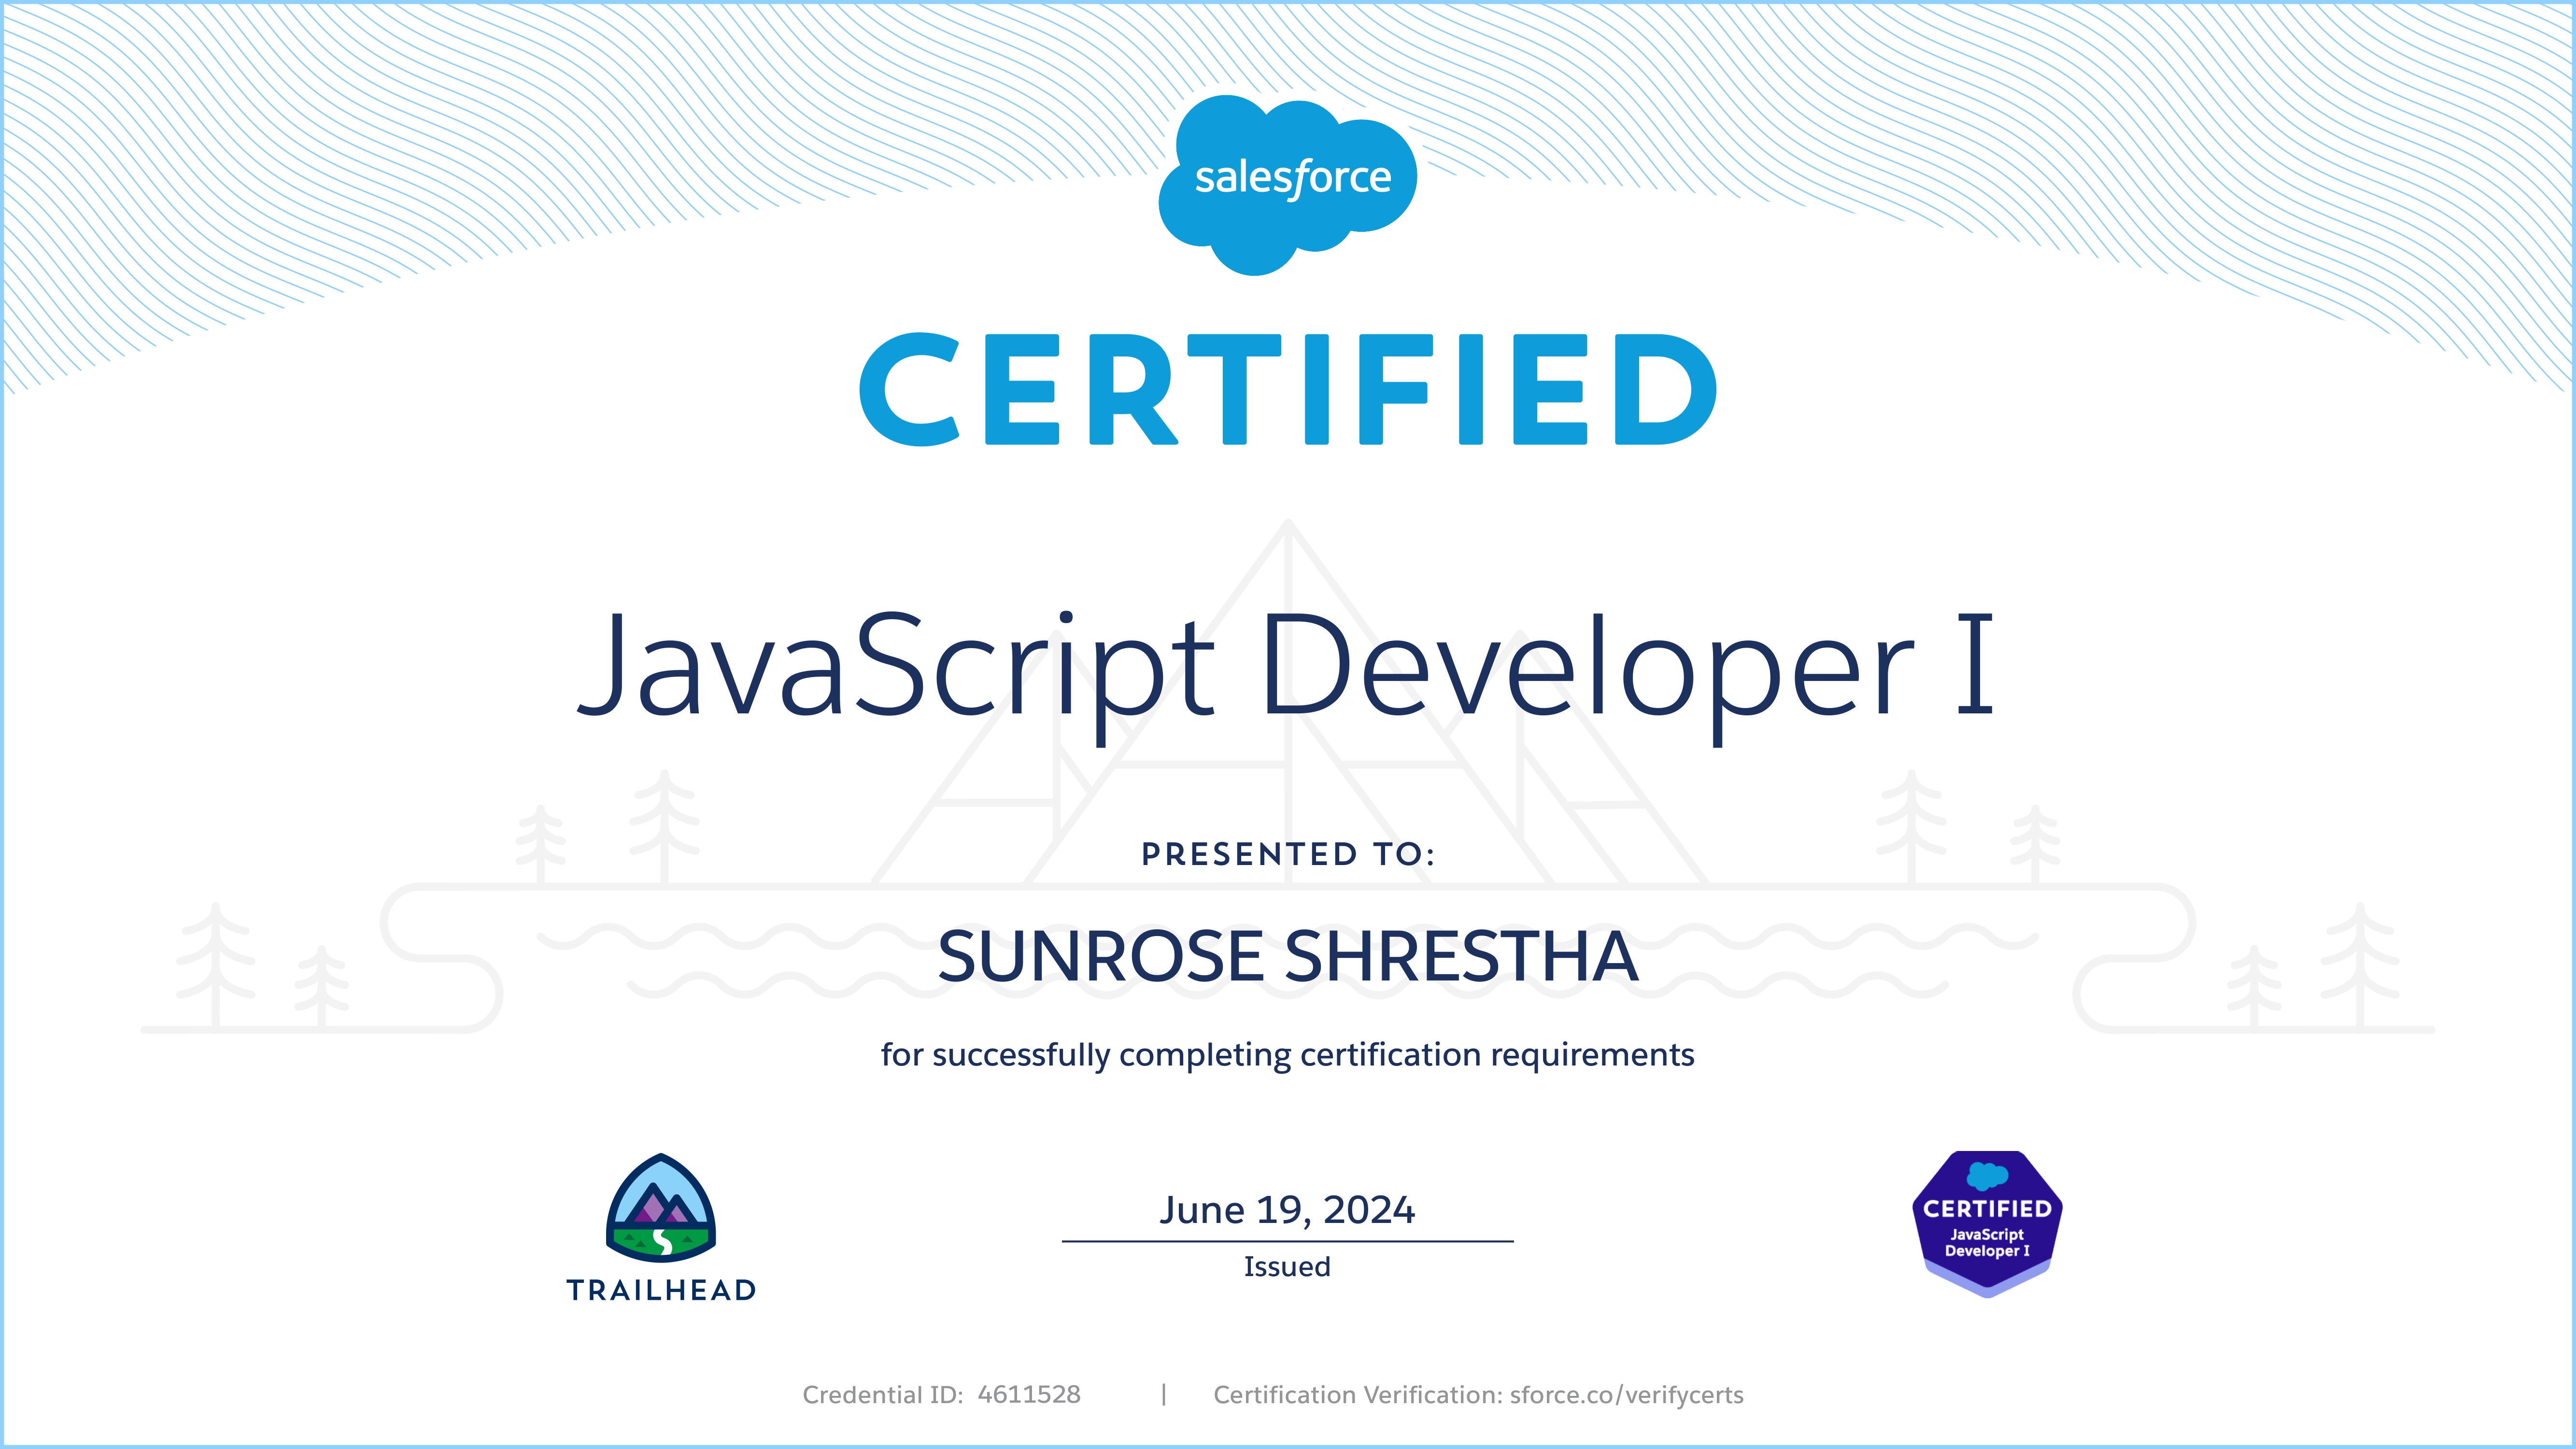 salesforce
CERTIFIED
JavaScript Developer I
PRESENTED TO:
SUNROSE SHRESTHA
for successfully completing certification requirements
TRAILHEAD
June 19, 2024
Issued
CERTIFIED
JavaScript
Developer I
Credential ID: 4611528 | Certification Verification: sforce.co/verifycerts